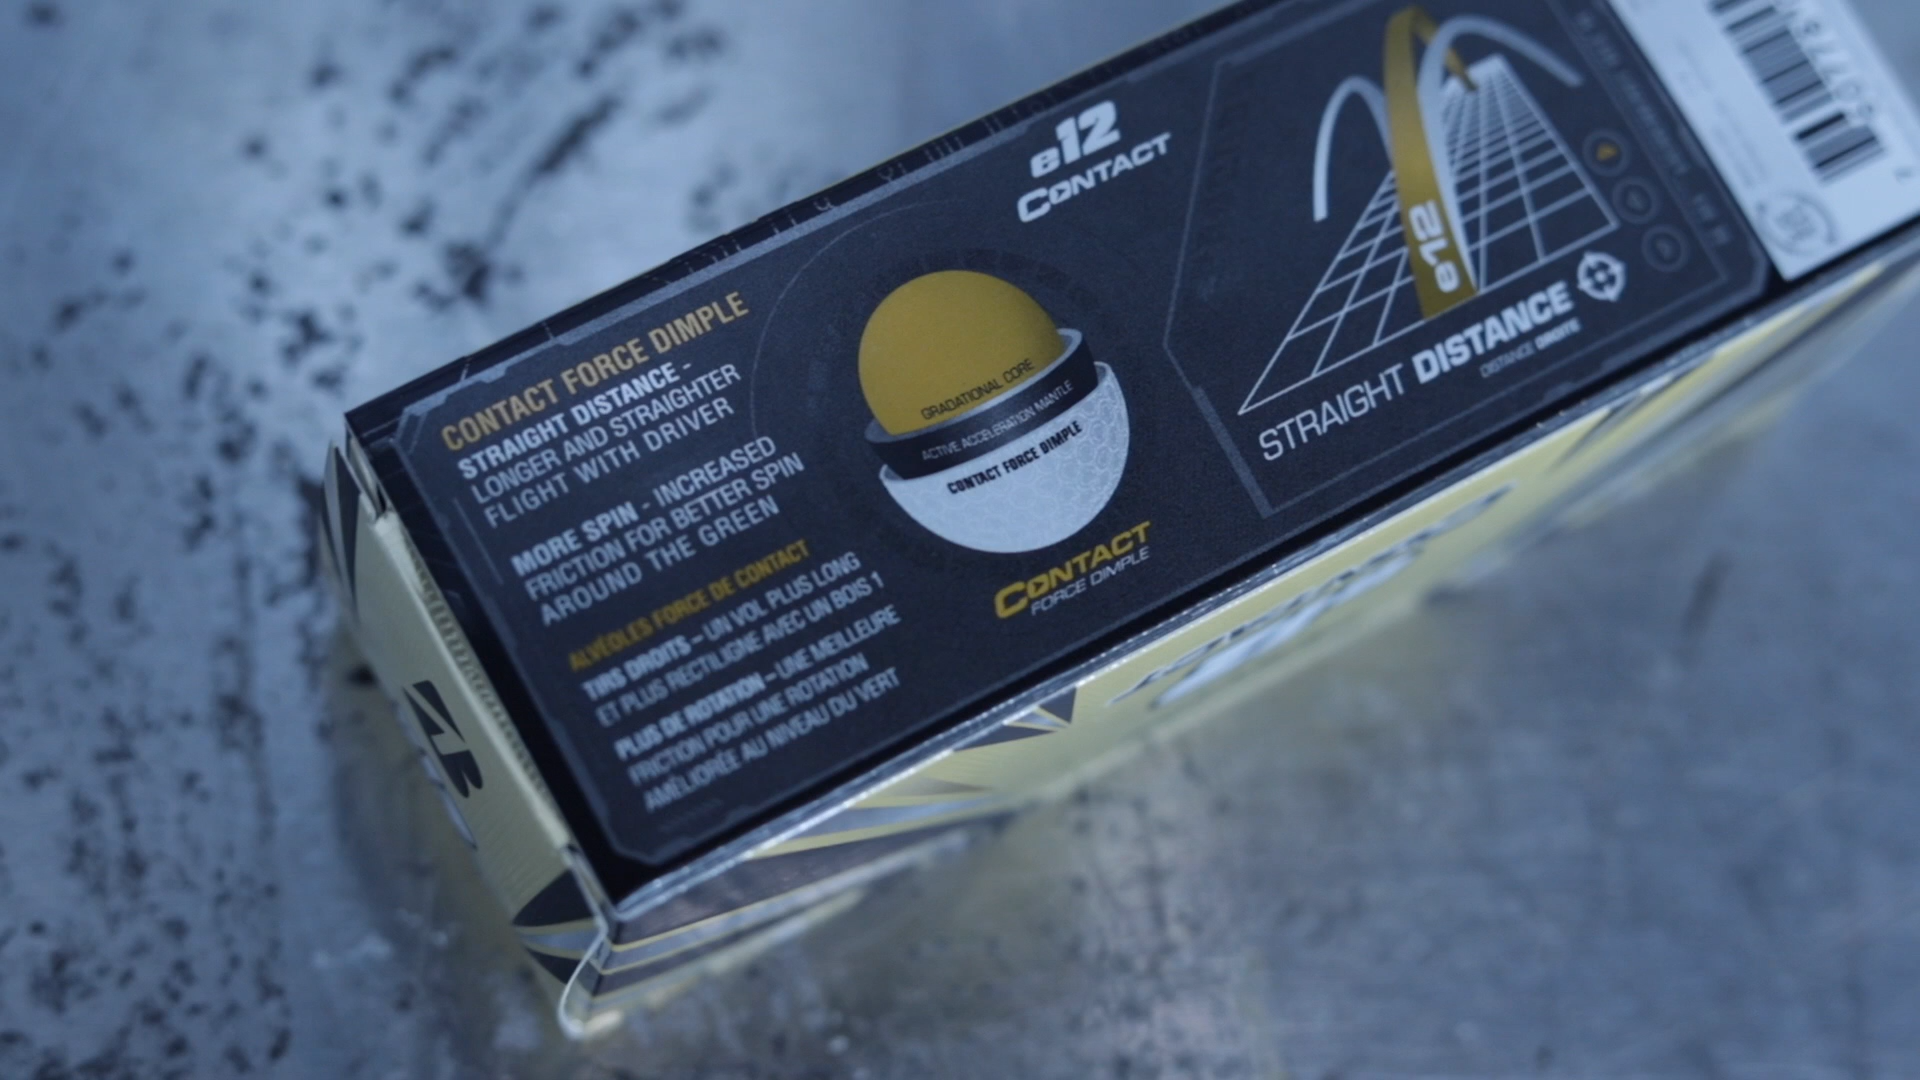 CONTACT FORCE DIMPLE
STRAIGHT DISTANCE -
LONGER AND STRAIGHTER
FLIGHT WITH DRIVER
MORE SPIN - INCREASED
FRICTION FOR BETTER SPIN
AROUND THE GREEN
ALVÉOLES FORCE DE CONTACT
TIRS DROITS – UN VOL PLUS LONG
ET PLUS RECTILIGNE AVEC UN BOIS 1
PLUS DE ROTATION – UNE MEILLEURE
FRICTION POUR UNE ROTATION
AMÉLIORÉE AU NIVEAU DU VERT
e12
CONTACT
GRADATIONAL CORE
ACTIVE ACCELERATION MANTLE
CONTACT FORCE DIMPLE
CONTACT
FORCE DIMPLE
e12
STRAIGHT DISTANCE
DISTANCE DROITE
B